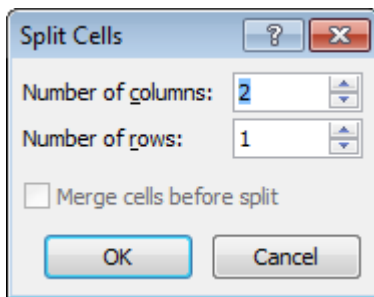 Split Cells
Number of columns: 2
Number of rows: 1
Merge cells before split
OK Cancel